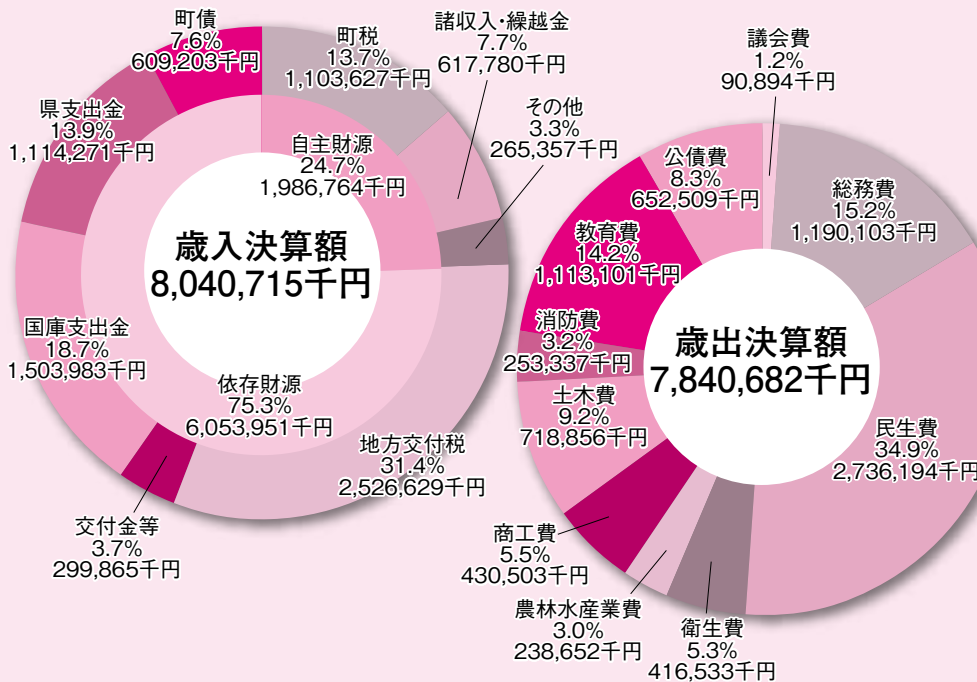 町債
7.6%
609,203千円
町税
13.7%
1,103,627千円
諸収入・繰越金
7.7%
617,780千円
その他
3.3%
265,357千円
県支出金
13.9%
1,114,271千円
自主財源
24.7%
1,986,764千円
歳入決算額
8,040,715千円
国庫支出金
18.7%
1,503,983千円
依存財源
75.3%
6,053,951千円
地方交付税
31.4%
2,526,629千円
交付金等
3.7%
299,865千円
議会費
1.2%
90,894千円
公債費
8.3%
652,509千円
総務費
15.2%
1,190,103千円
教育費
14.2%
1,113,101千円
消防費
3.2%
253,337千円
歳出決算額
7,840,682千円
土木費
9.2%
718,856千円
民生費
34.9%
2,736,194千円
商工費
5.5%
430,503千円
農林水産業費
3.0%
238,652千円
衛生費
5.3%
416,533千円